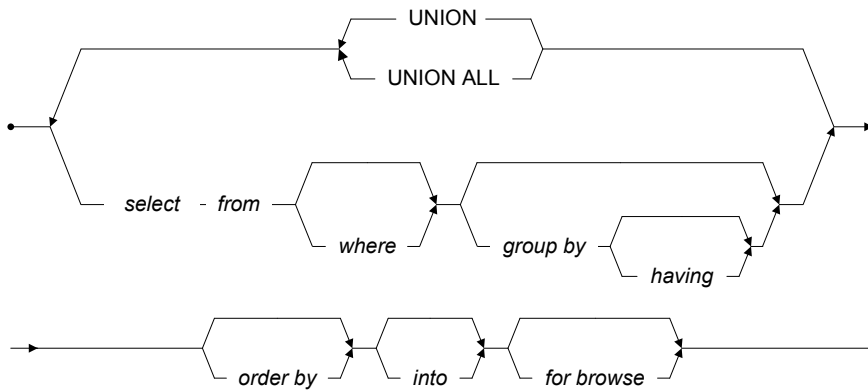 UNION
UNION ALL
select from
where
group by
having
order by
into
for browse